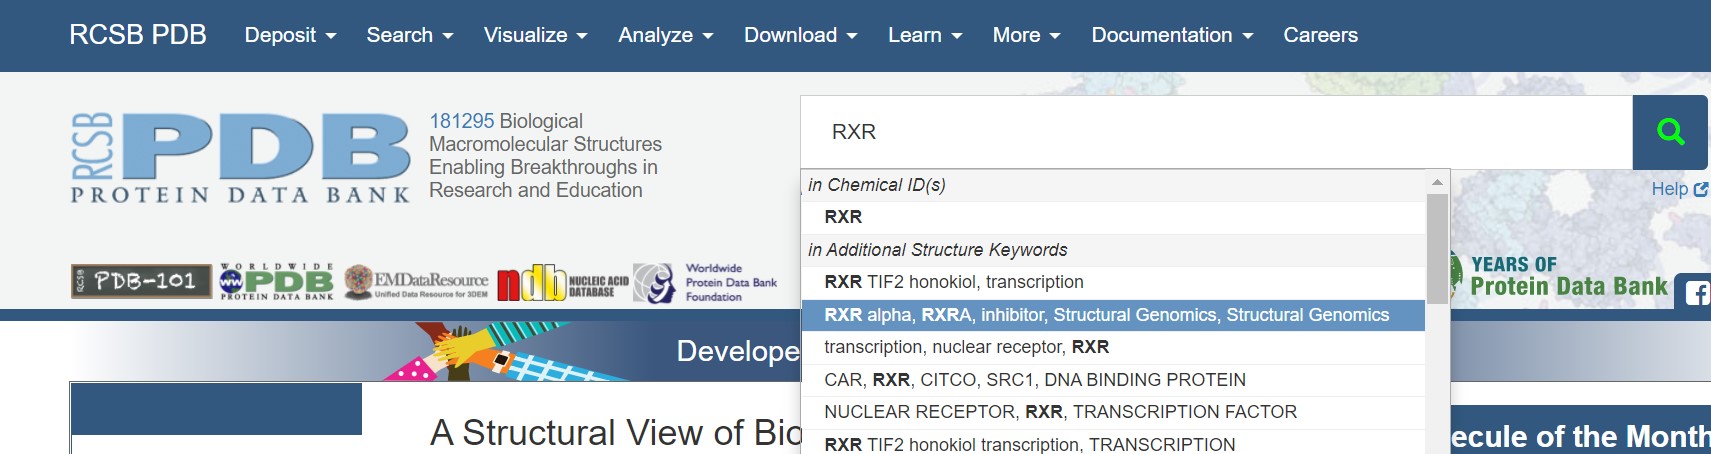 RCSB PDB Deposit Search Visualize Analyze Download Learn More Documentation Careers
RCSB PDB
PROTEIN DATA BANK
181295 Biological
Macromolecular Structures
Enabling Breakthroughs in
Research and Education
RXR
Help
in Chemical ID(s)
RXR
in Additional Structure Keywords
RXR TIF2 honokiol, transcription
RXR alpha, RXRA, inhibitor, Structural Genomics, Structural Genomics
transcription, nuclear receptor, RXR
CAR, RXR, CITCO, SRC1, DNA BINDING PROTEIN
NUCLEAR RECEPTOR, RXR, TRANSCRIPTION FACTOR
RXR TIF2 honokiol transcription, TRANSCRIPTION
RCSB PDB-101
WORLDWIDE
ww PDB
PROTEIN DATA BANK
EMDataResource
Unified Data Resource for 3DEM
ndb NUCLEIC ACID
DATABASE
Worldwide
Protein Data Bank
Foundation
YEARS OF
Protein Data Bank
f
Develope
A Structural View of Bio
ecule of the Month